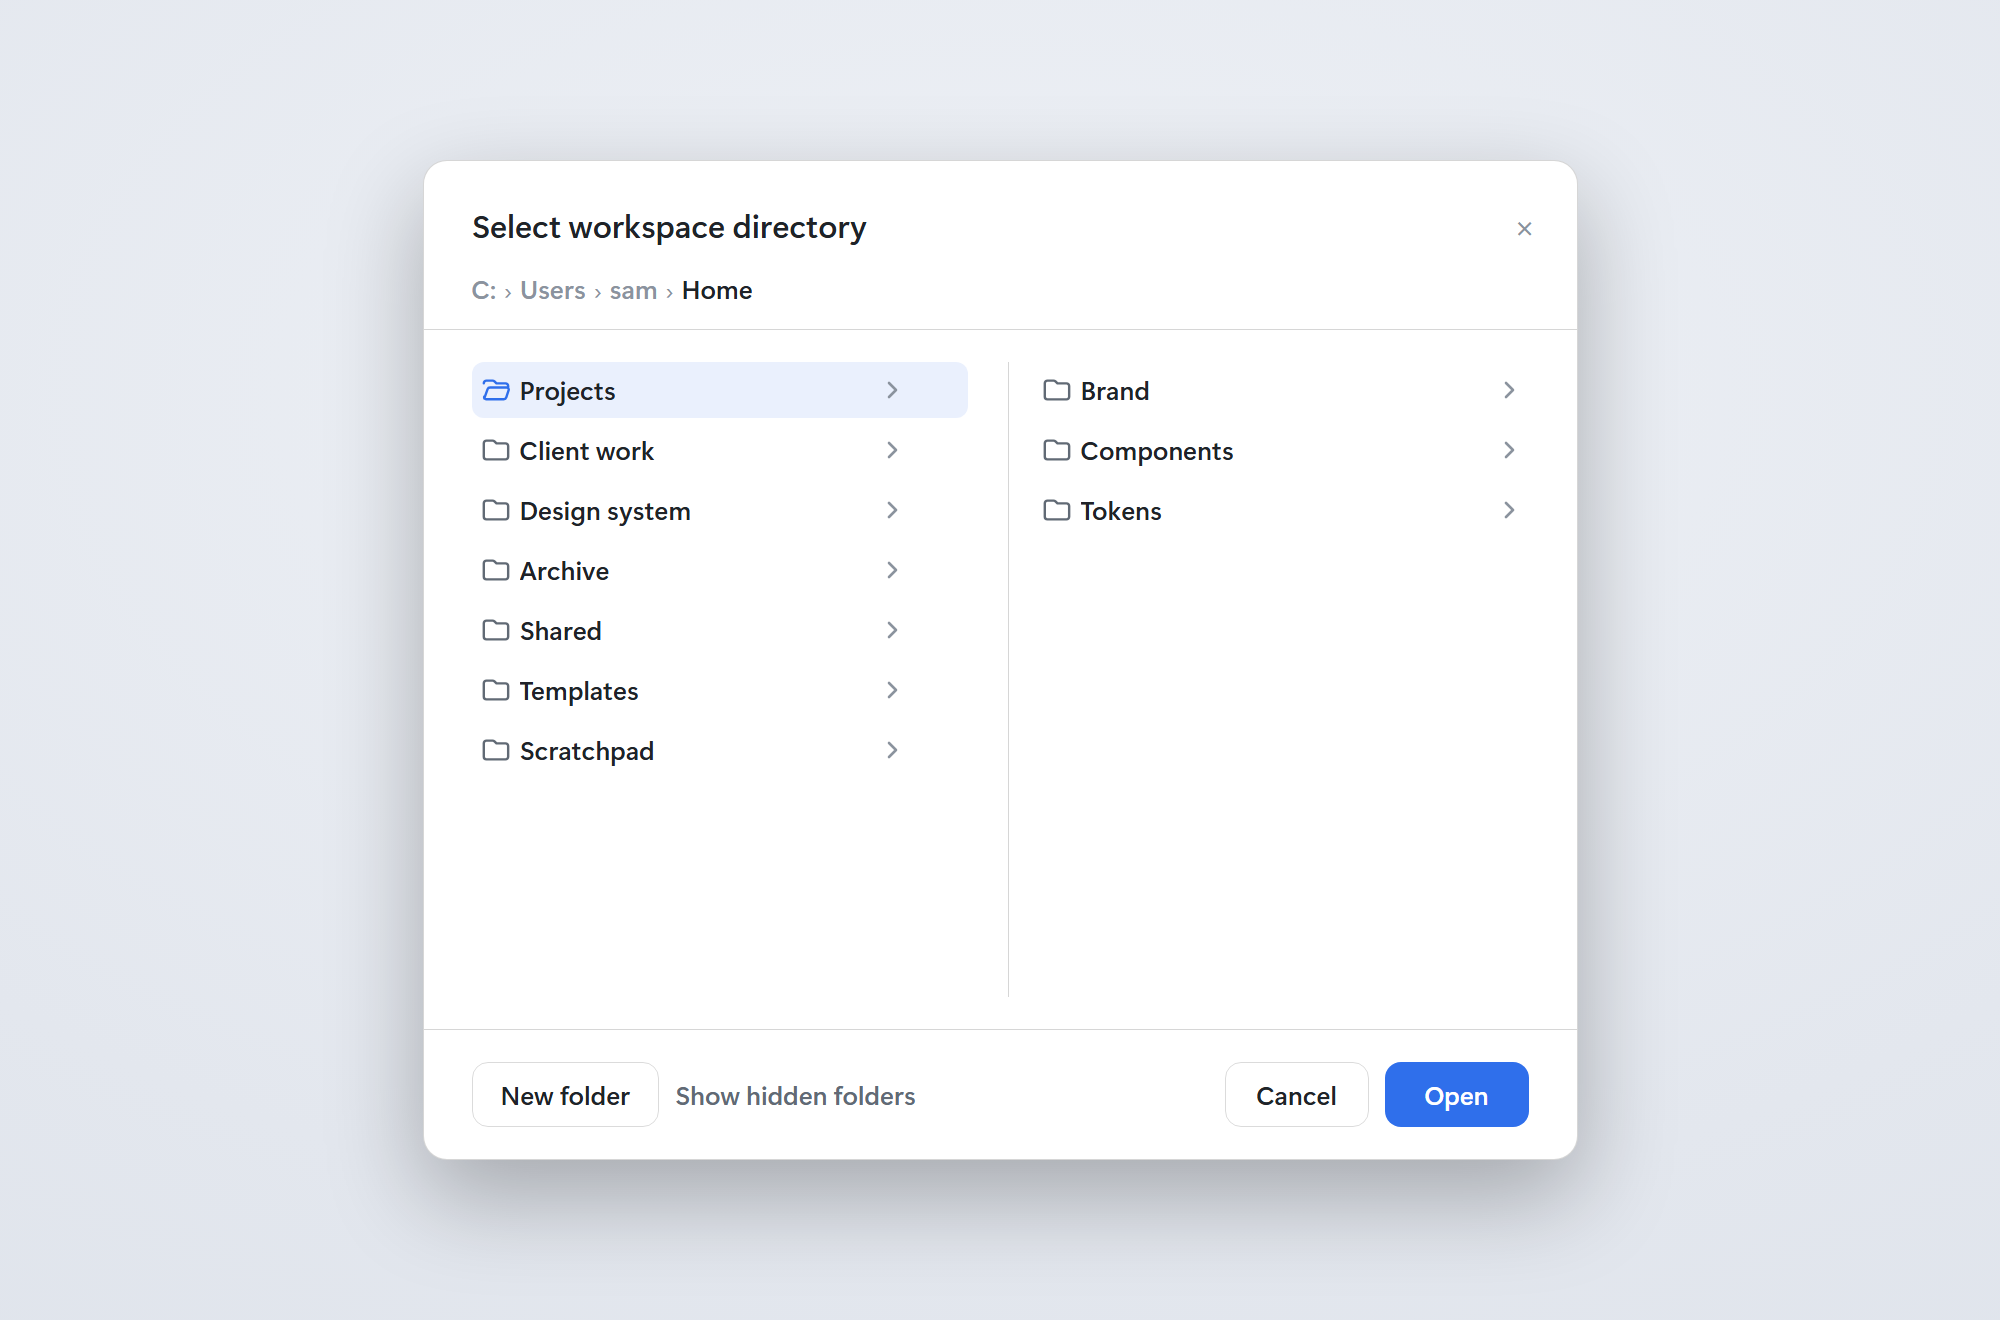 Select workspace directory
×
C: › Users › sam › Home
Projects
Client work
Design system
Archive
Shared
Templates
Scratchpad
Brand
Components
Tokens
New folder
Show hidden folders
Cancel
Open